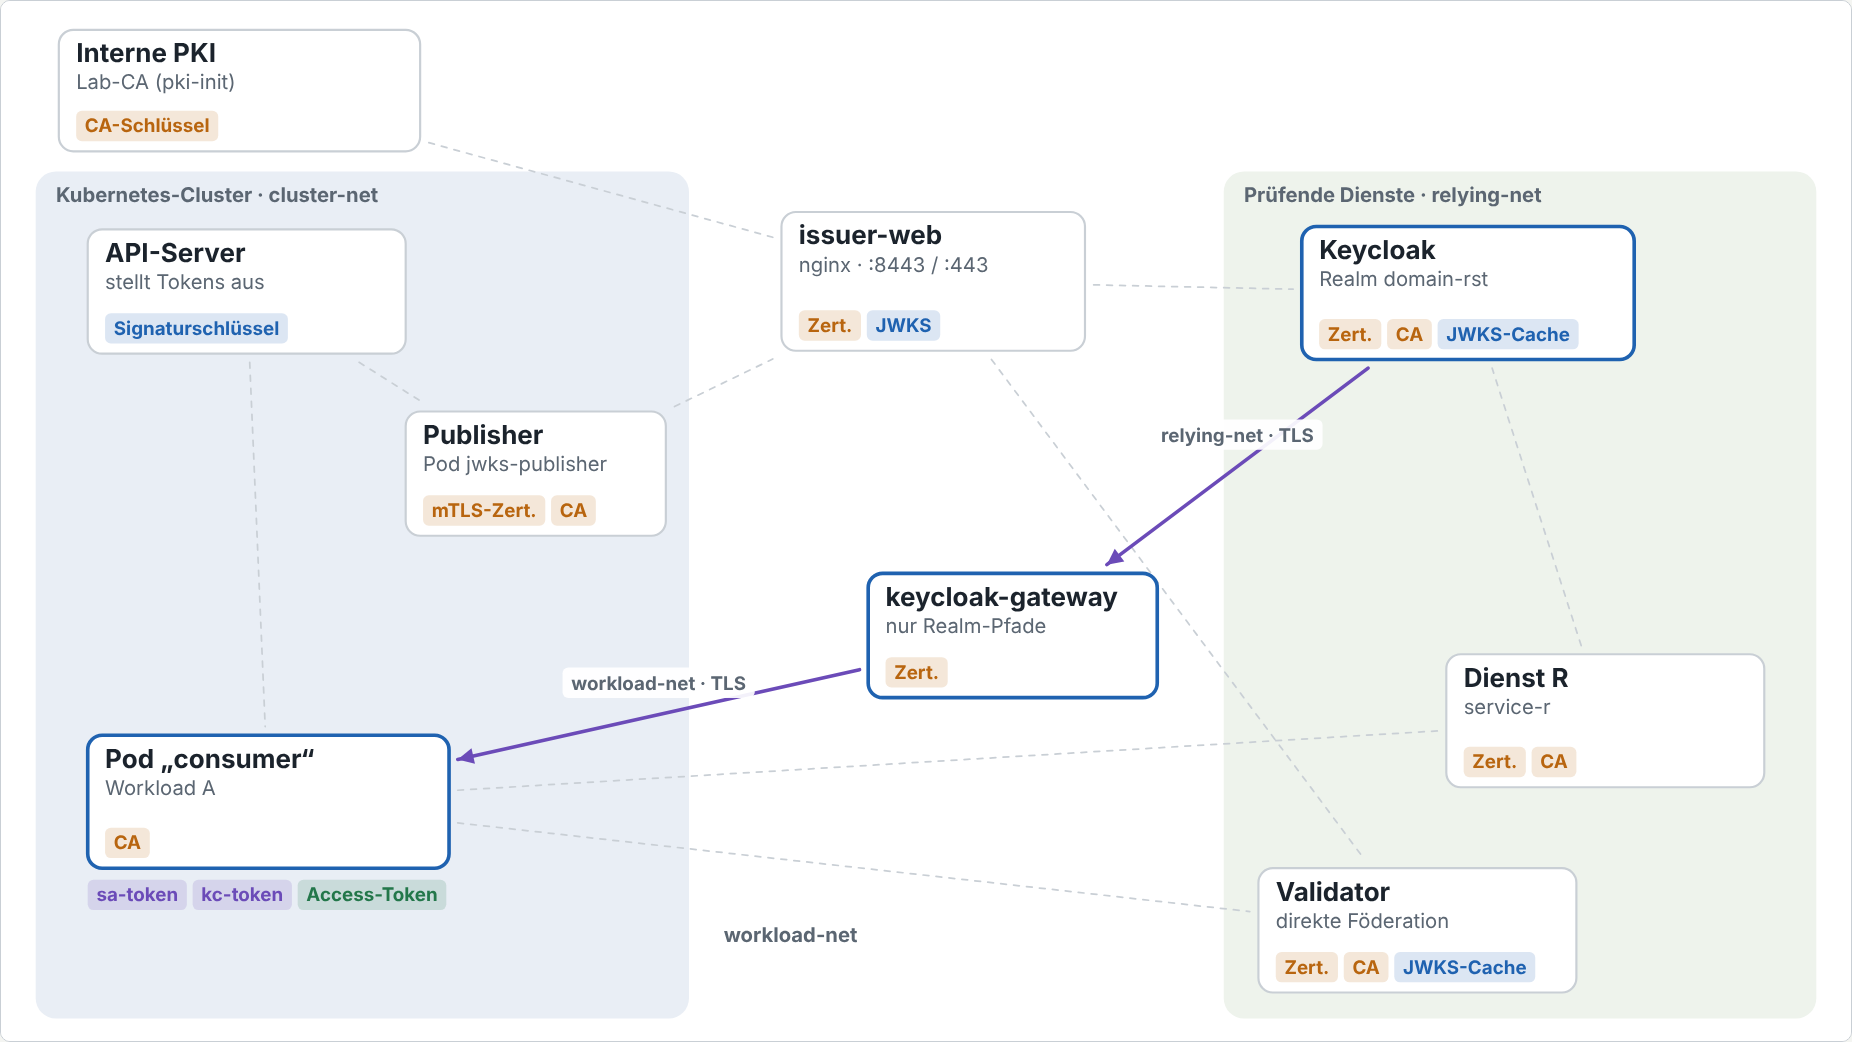 Interne PKI
Lab-CA (pki-init)
CA-Schlüssel
Kubernetes-Cluster · cluster-net
API-Server
stellt Tokens aus
Signaturschlüssel
Publisher
Pod jwks-publisher
mTLS-Zert. CA
issuer-web
nginx · :8443 / :443
Zert. JWKS
Prüfende Dienste · relying-net
Keycloak
Realm domain-rst
Zert. CA JWKS-Cache
relying-net · TLS
keycloak-gateway
nur Realm-Pfade
Zert.
workload-net · TLS
Pod „consumer“
Workload A
CA
sa-token kc-token Access-Token
Dienst R
service-r
Zert. CA
Validator
direkte Föderation
Zert. CA JWKS-Cache
workload-net